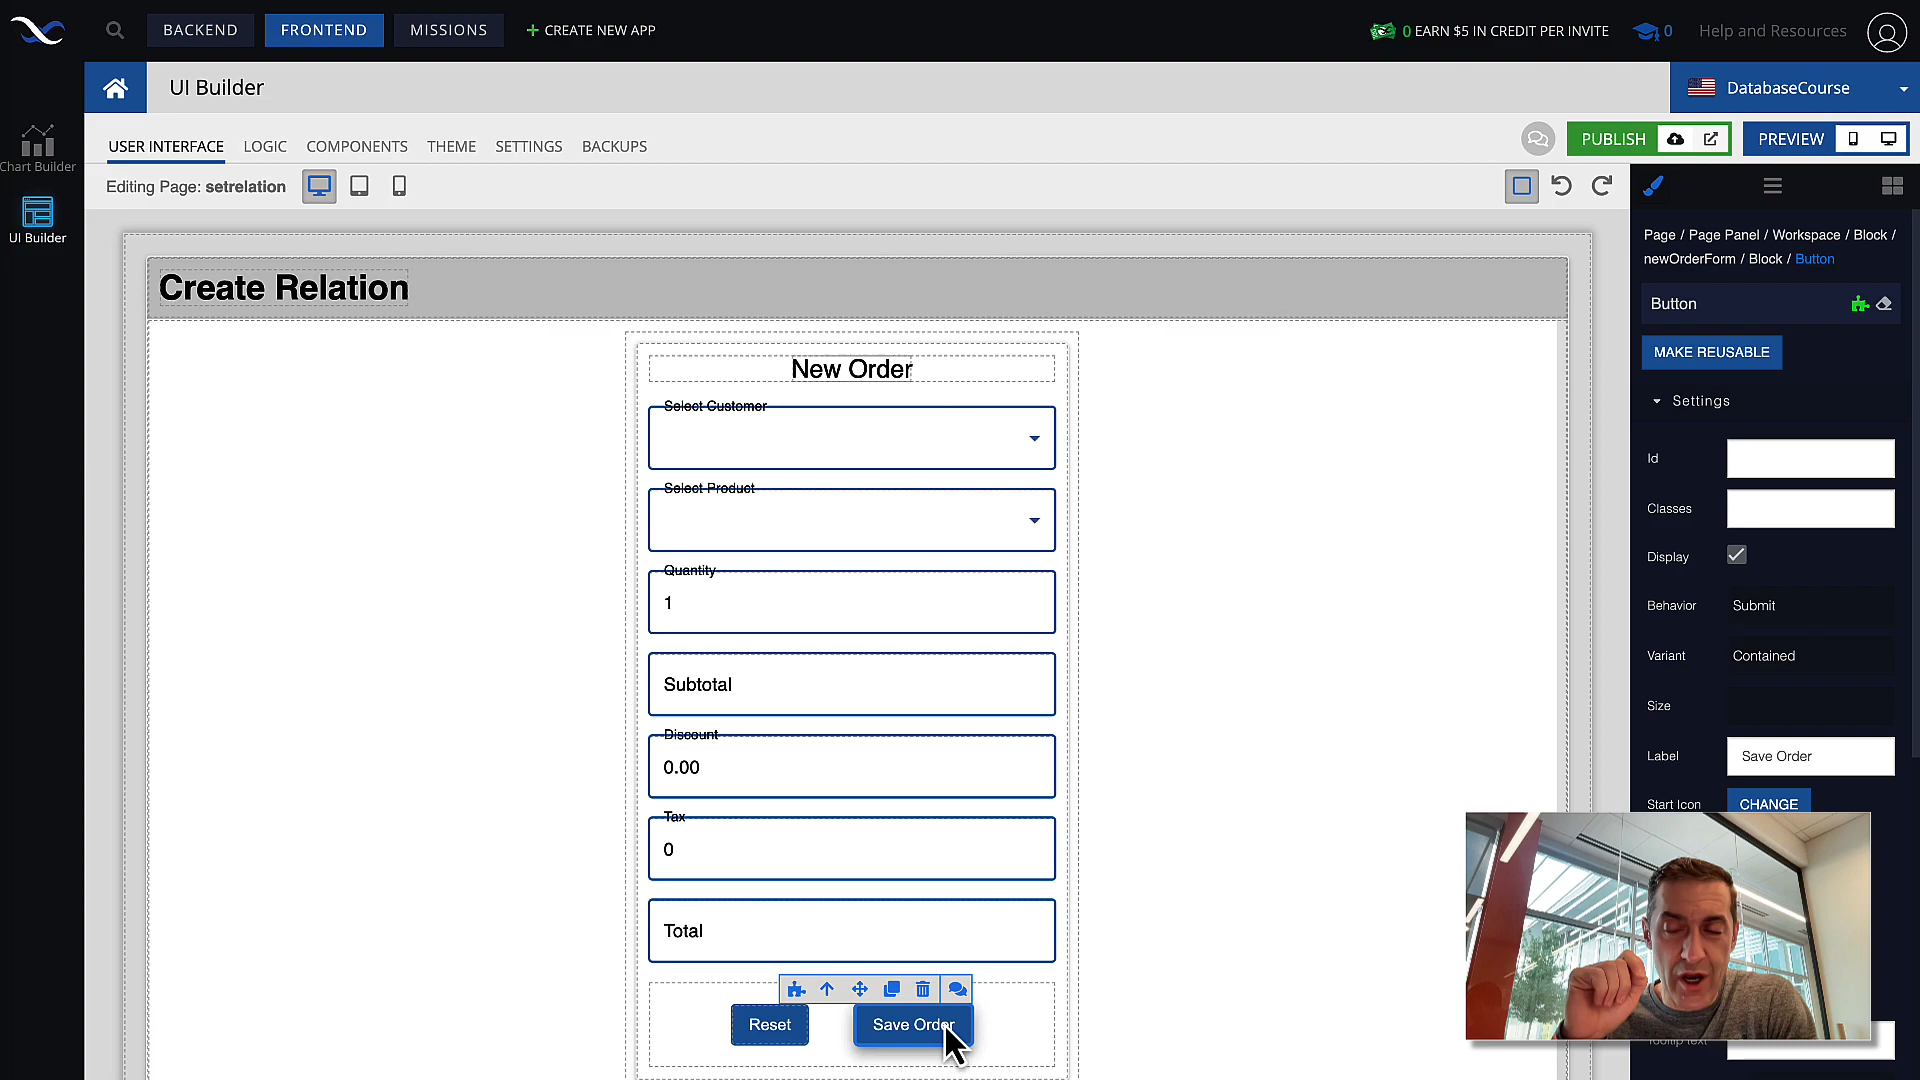 BACKEND FRONTEND MISSIONS + CREATE NEW APP 0 EARN $5 IN CREDIT PER INVITE 0 Help and Resources
UI Builder
DatabaseCourse
USER INTERFACE LOGIC COMPONENTS THEME SETTINGS BACKUPS
PUBLISH PREVIEW
Chart Builder
UI Builder
Editing Page: setrelation
Page / Page Panel / Workspace / Block /
newOrderForm / Block / Button
Create Relation
Button
MAKE REUSABLE
Settings
New Order
Select Customer
Select Product
Quantity
1
Subtotal
Discount
0.00
Tax
0
Total
Reset Save Order
Id
Classes
Display
Behavior Submit
Variant Contained
Size
Label Save Order
Start Icon CHANGE
Tooltip text